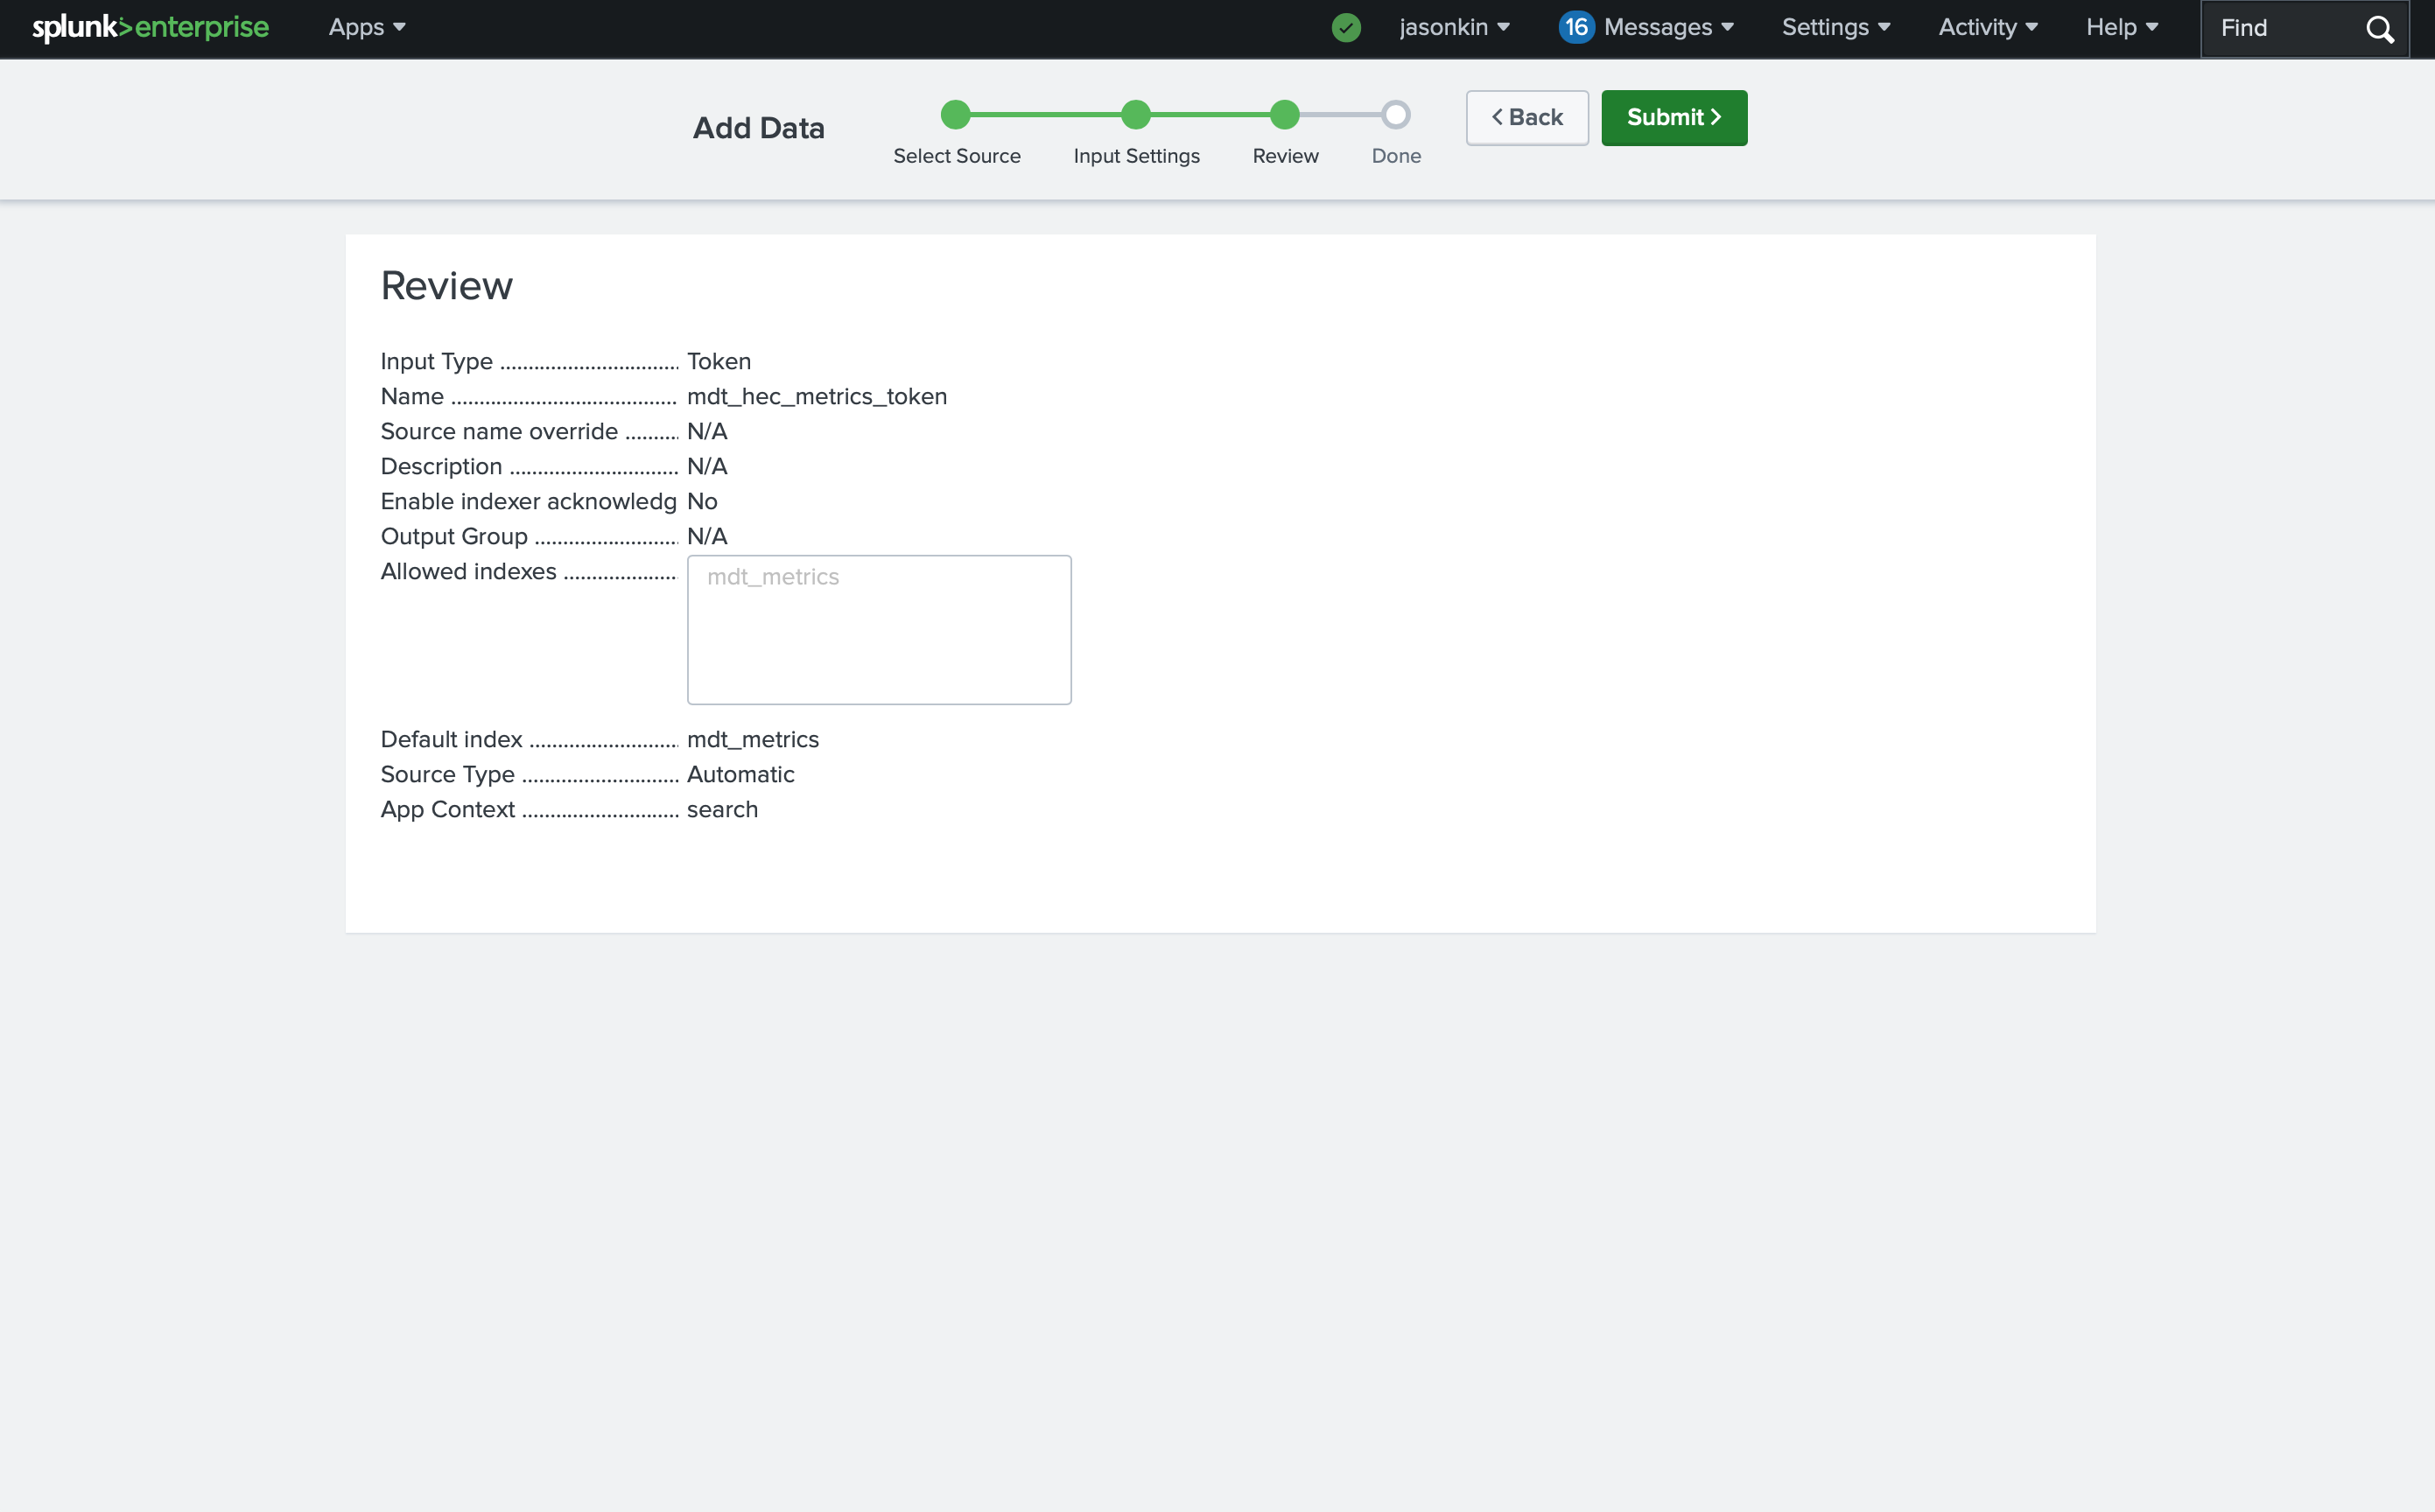 splunk>enterprise Apps jasonkin 16 Messages Settings Activity Help Find
Add Data
Select Source Input Settings Review Done
< Back Submit >
Review
Input Type ................................ Token
Name ........................................ mdt_hec_metrics_token
Source name override .......... N/A
Description .............................. N/A
Enable indexer acknowledg No
Output Group ......................... N/A
Allowed indexes .................... mdt_metrics
Default index .......................... mdt_metrics
Source Type ............................ Automatic
App Context ............................ search